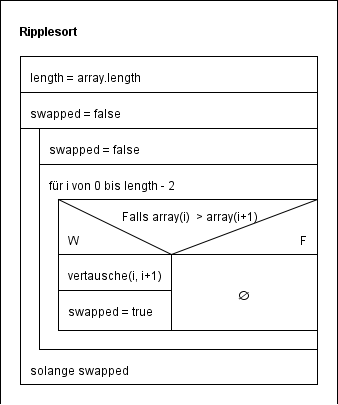 Ripplesort
length = array.length
swapped = false
swapped = false
für i von 0 bis length - 2
Falls array(i) > array(i+1)
W F
vertausche(i, i+1)
swapped = true
∅
solange swapped